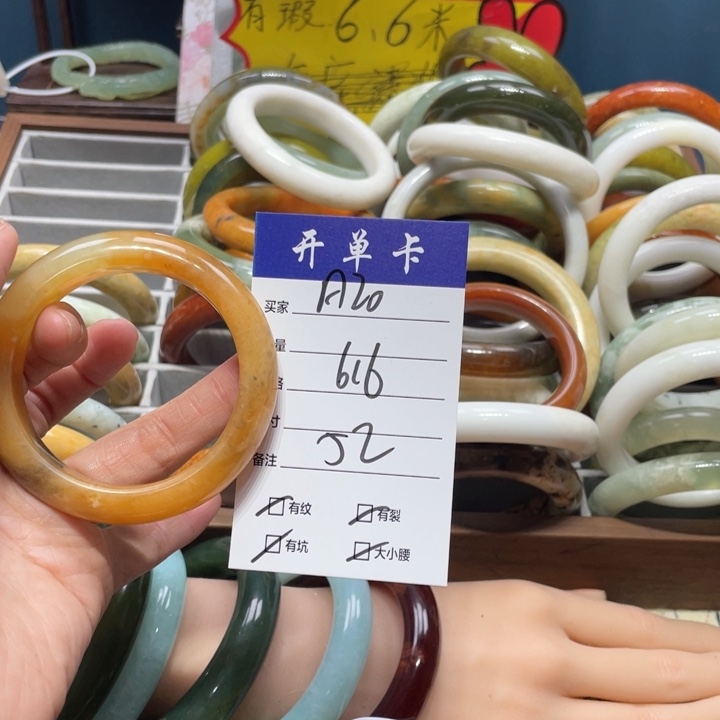 有瑕6.6米
开单卡
买家 A20
量
格 616
寸
备注 52
有纹 有裂
有坑 大小腰